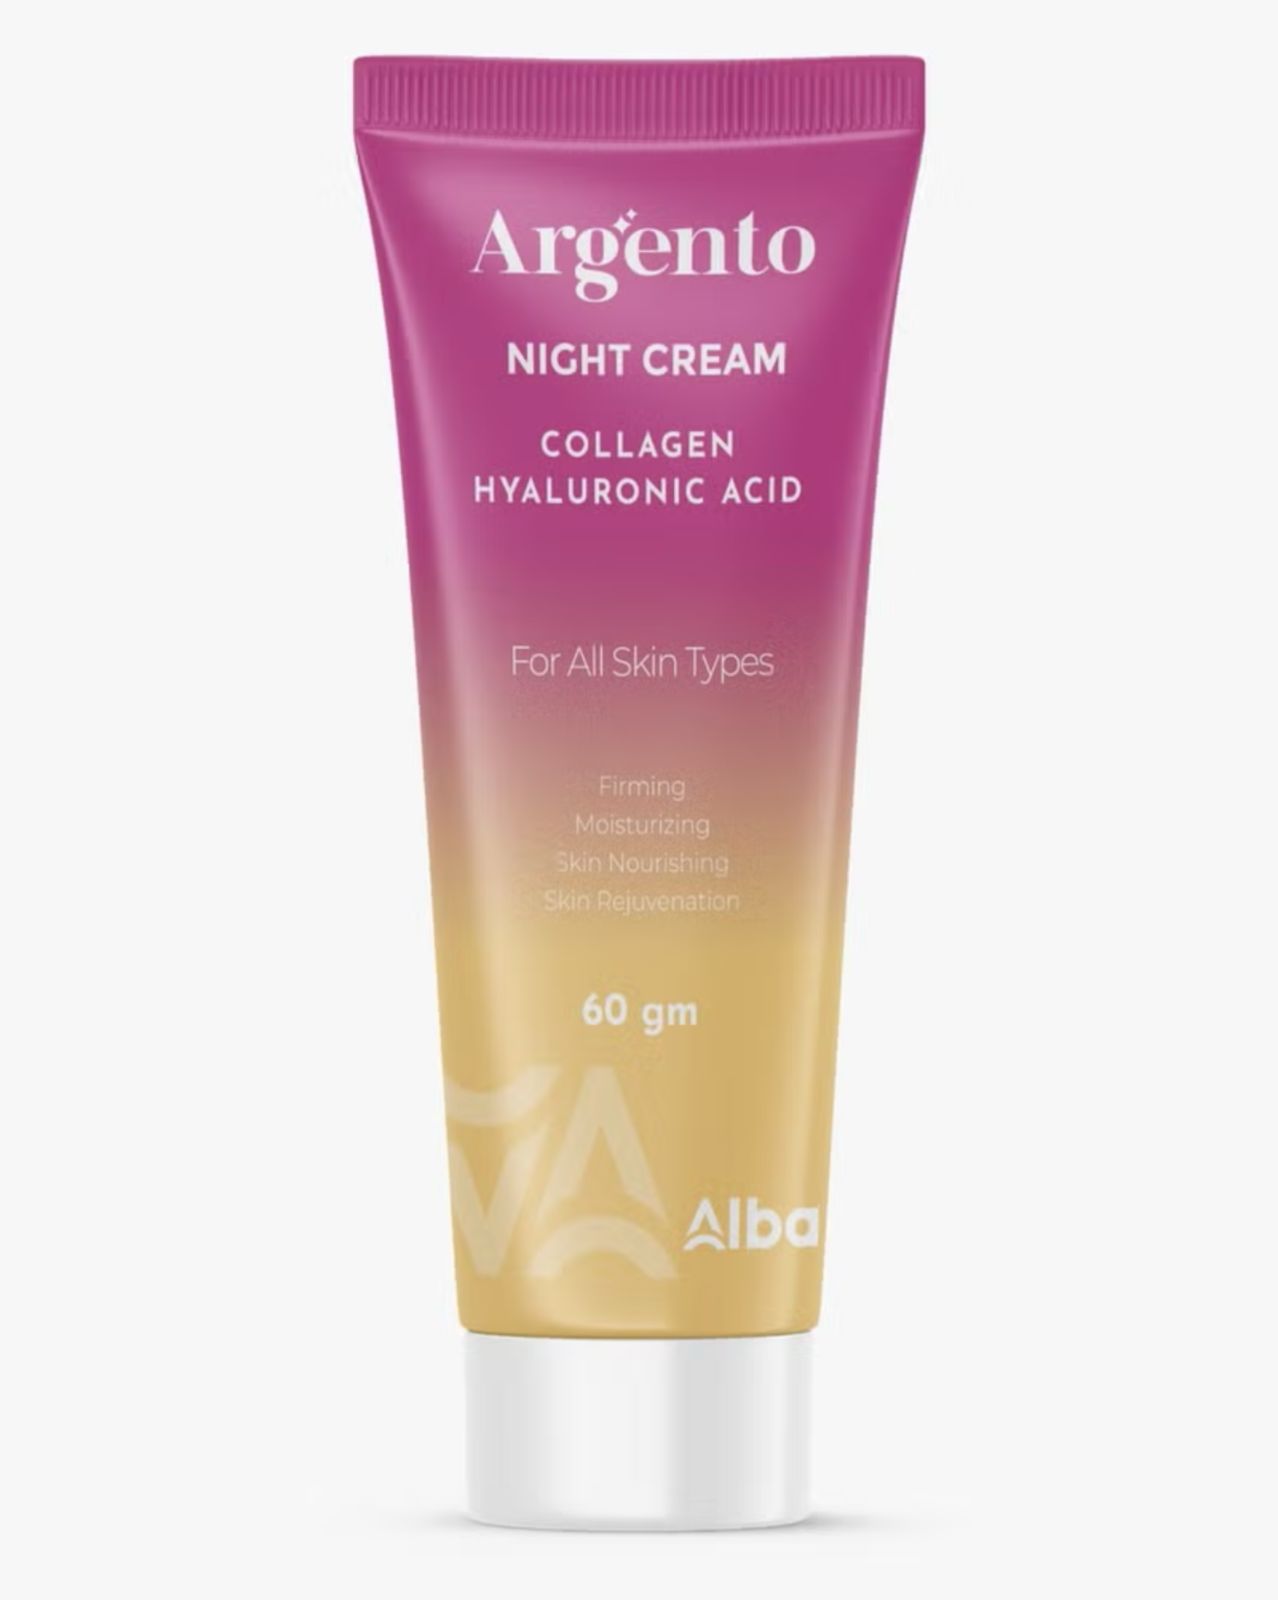 Argento
NIGHT CREAM
COLLAGEN
HYALURONIC ACID
For All Skin Types
Firming
Moisturizing
Skin Nourishing
Skin Rejuvenation
60 gm
Alba